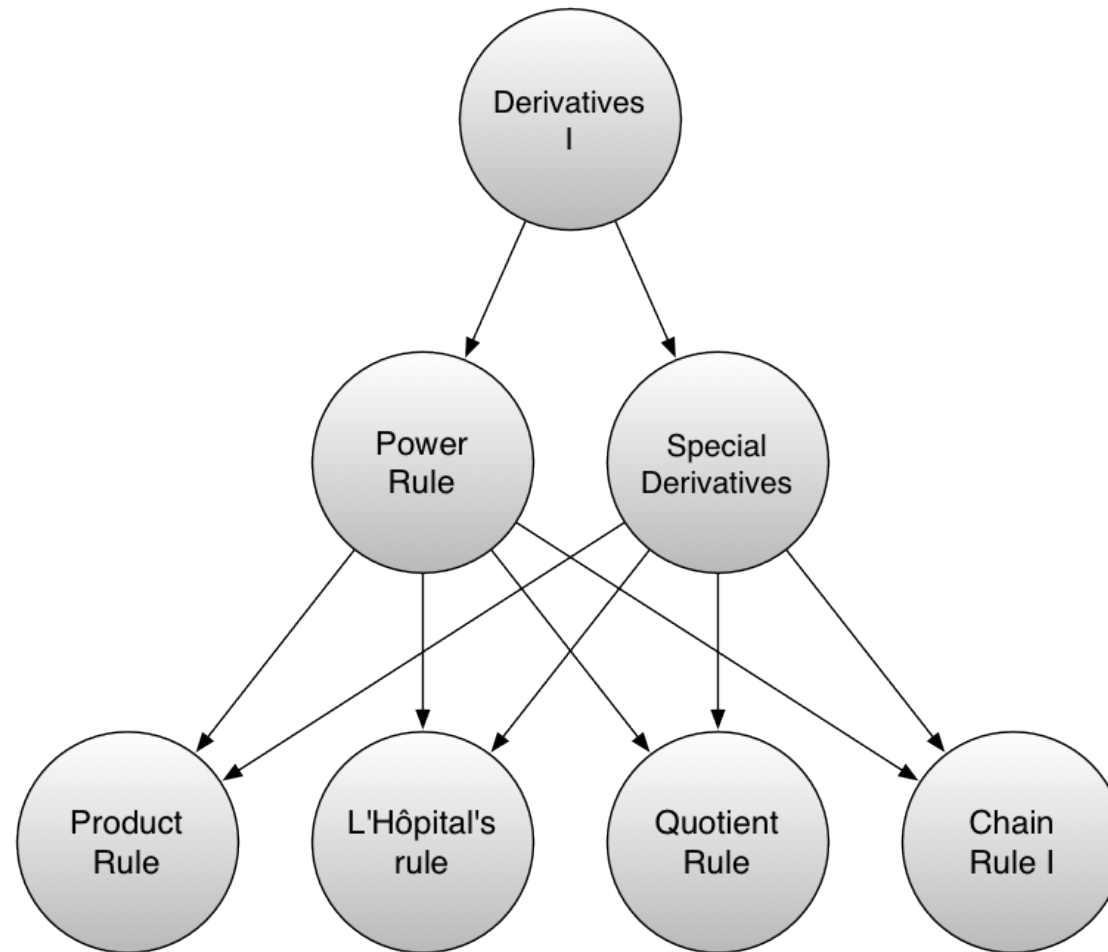 Derivatives
I
Power
Rule
Special
Derivatives
Product
Rule
L'Hôpital's
rule
Quotient
Rule
Chain
Rule I